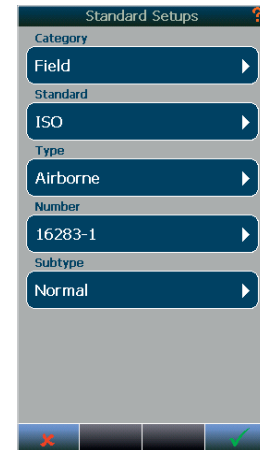 Standard Setups ?
Category
Field
Standard
ISO
Type
Airborne
Number
16283-1
Subtype
Normal